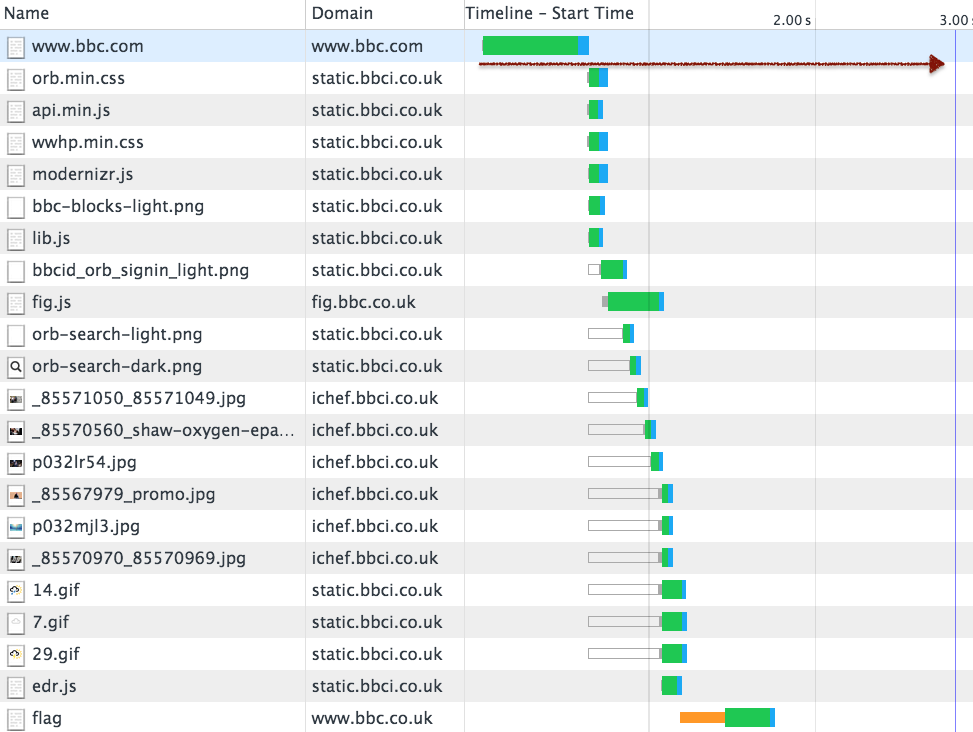 Name Domain Timeline – Start Time
2.00 s 3.00
www.bbc.com www.bbc.com
orb.min.css static.bbci.co.uk
api.min.js static.bbci.co.uk
wwhp.min.css static.bbci.co.uk
modernizr.js static.bbci.co.uk
bbc-blocks-light.png static.bbci.co.uk
lib.js static.bbci.co.uk
bbcid_orb_signin_light.png static.bbci.co.uk
fig.js fig.bbc.co.uk
orb-search-light.png static.bbci.co.uk
orb-search-dark.png static.bbci.co.uk
_85571050_85571049.jpg ichef.bbci.co.uk
_85570560_shaw-oxygen-epa... ichef.bbci.co.uk
p032lr54.jpg ichef.bbci.co.uk
_85567979_promo.jpg ichef.bbci.co.uk
p032mjl3.jpg ichef.bbci.co.uk
_85570970_85570969.jpg ichef.bbci.co.uk
14.gif static.bbci.co.uk
7.gif static.bbci.co.uk
29.gif static.bbci.co.uk
edr.js static.bbci.co.uk
flag www.bbc.co.uk